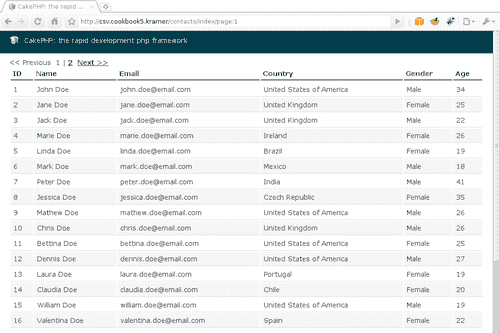 CakePHP: the rapid d
http://csv.cookbook5.kramer/contacts/index/page:1
CakePHP: the rapid development php framework
<< Previous 1 | 2 Next >>
ID Name Email Country Gender Age
1 John Doe john.doe@email.com United States of America Male 34
2 Jane Doe jane.doe@email.com United Kingdom Female 25
3 Jack Doe jack.doe@email.com United Kingdom Male 22
4 Marie Doe marie.doe@email.com Ireland Female 26
5 Linda Doe linda.doe@email.com Brazil Female 19
6 Mark Doe mark.doe@email.com Mexico Male 18
7 Peter Doe peter.doe@email.com India Male 41
8 Jessica Doe jessica.doe@email.com Czech Republic Female 35
9 Mathew Doe mathew.doe@email.com United States of America Male 26
10 Chris Doe chris.doe@email.com United States of America Male 26
11 Bettina Doe bettina.doe@email.com United States of America Female 25
12 Dennis Doe dennis.doe@email.com United States of America Male 27
13 Laura Doe laura.doe@email.com Portugal Female 19
14 Claudia Doe claudia.doe@email.com Chile Female 20
15 William Doe william.doe@email.com United States of America Male 19
16 Valentina Doe valentina.doe@email.com Spain Female 22